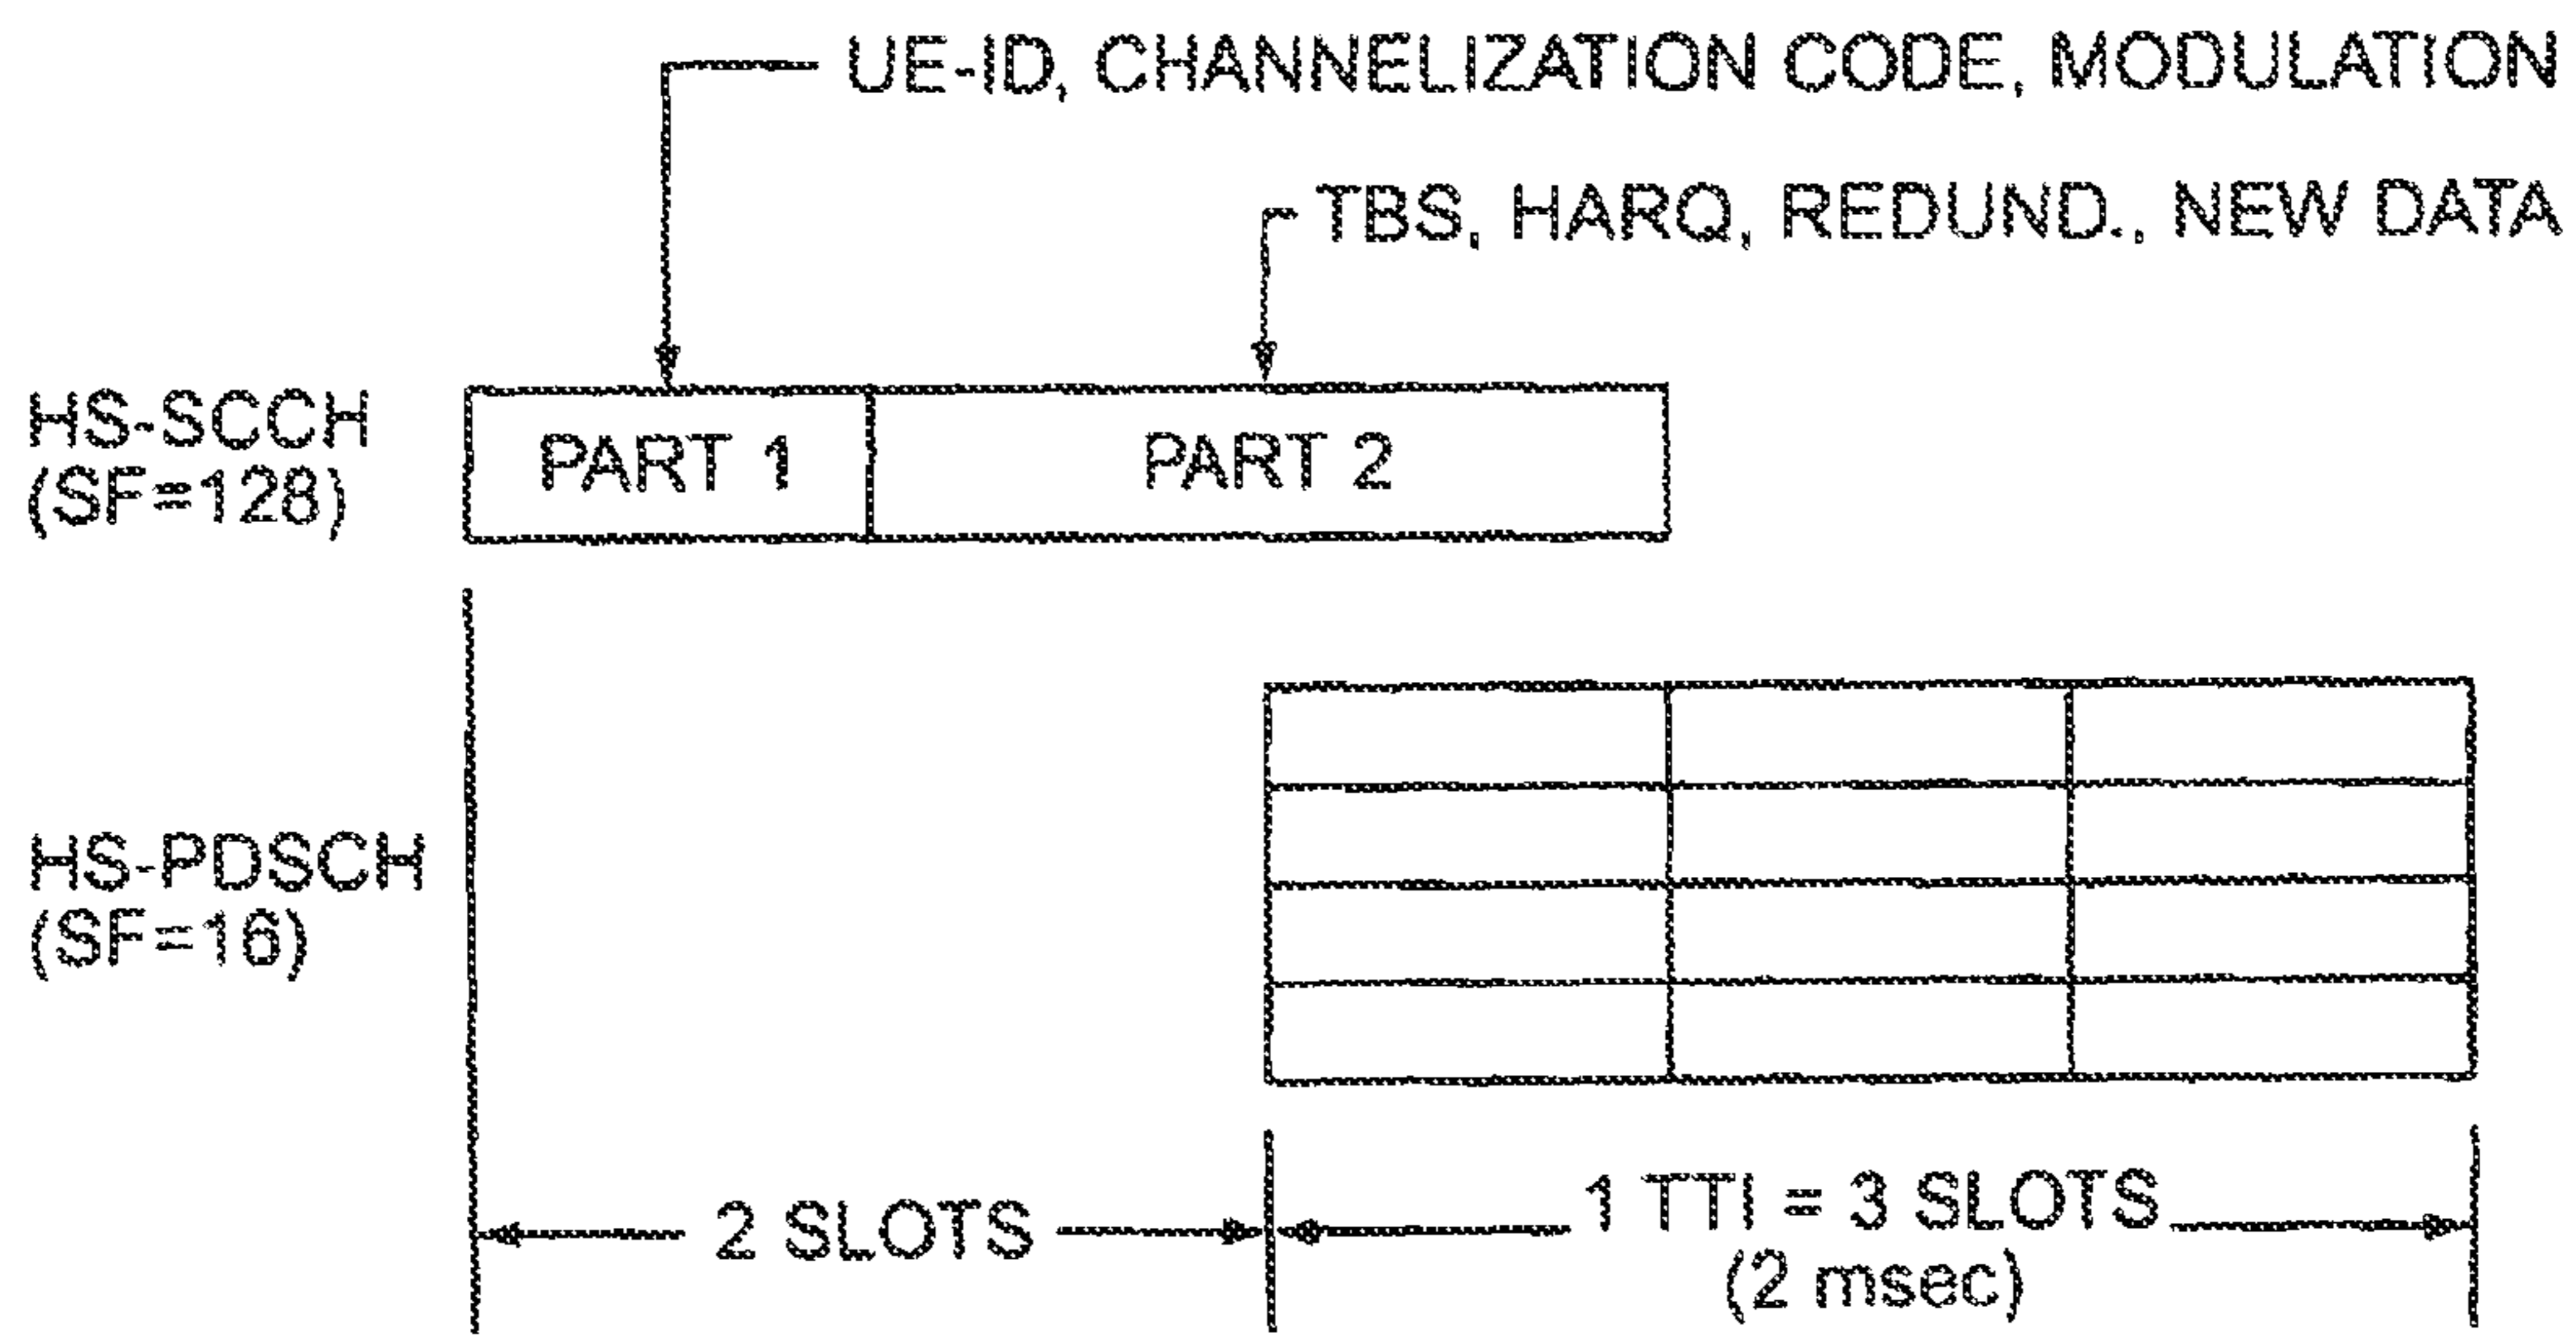 UE-ID, CHANNELIZATION CODE, MODULATION
TBS, HARQ, REDUND., NEW DATA
HS-SCCH
(SF=128)
PART 1
PART 2
HS-PDSCH
(SF=16)
2 SLOTS
1 TTI = 3 SLOTS
(2 msec)